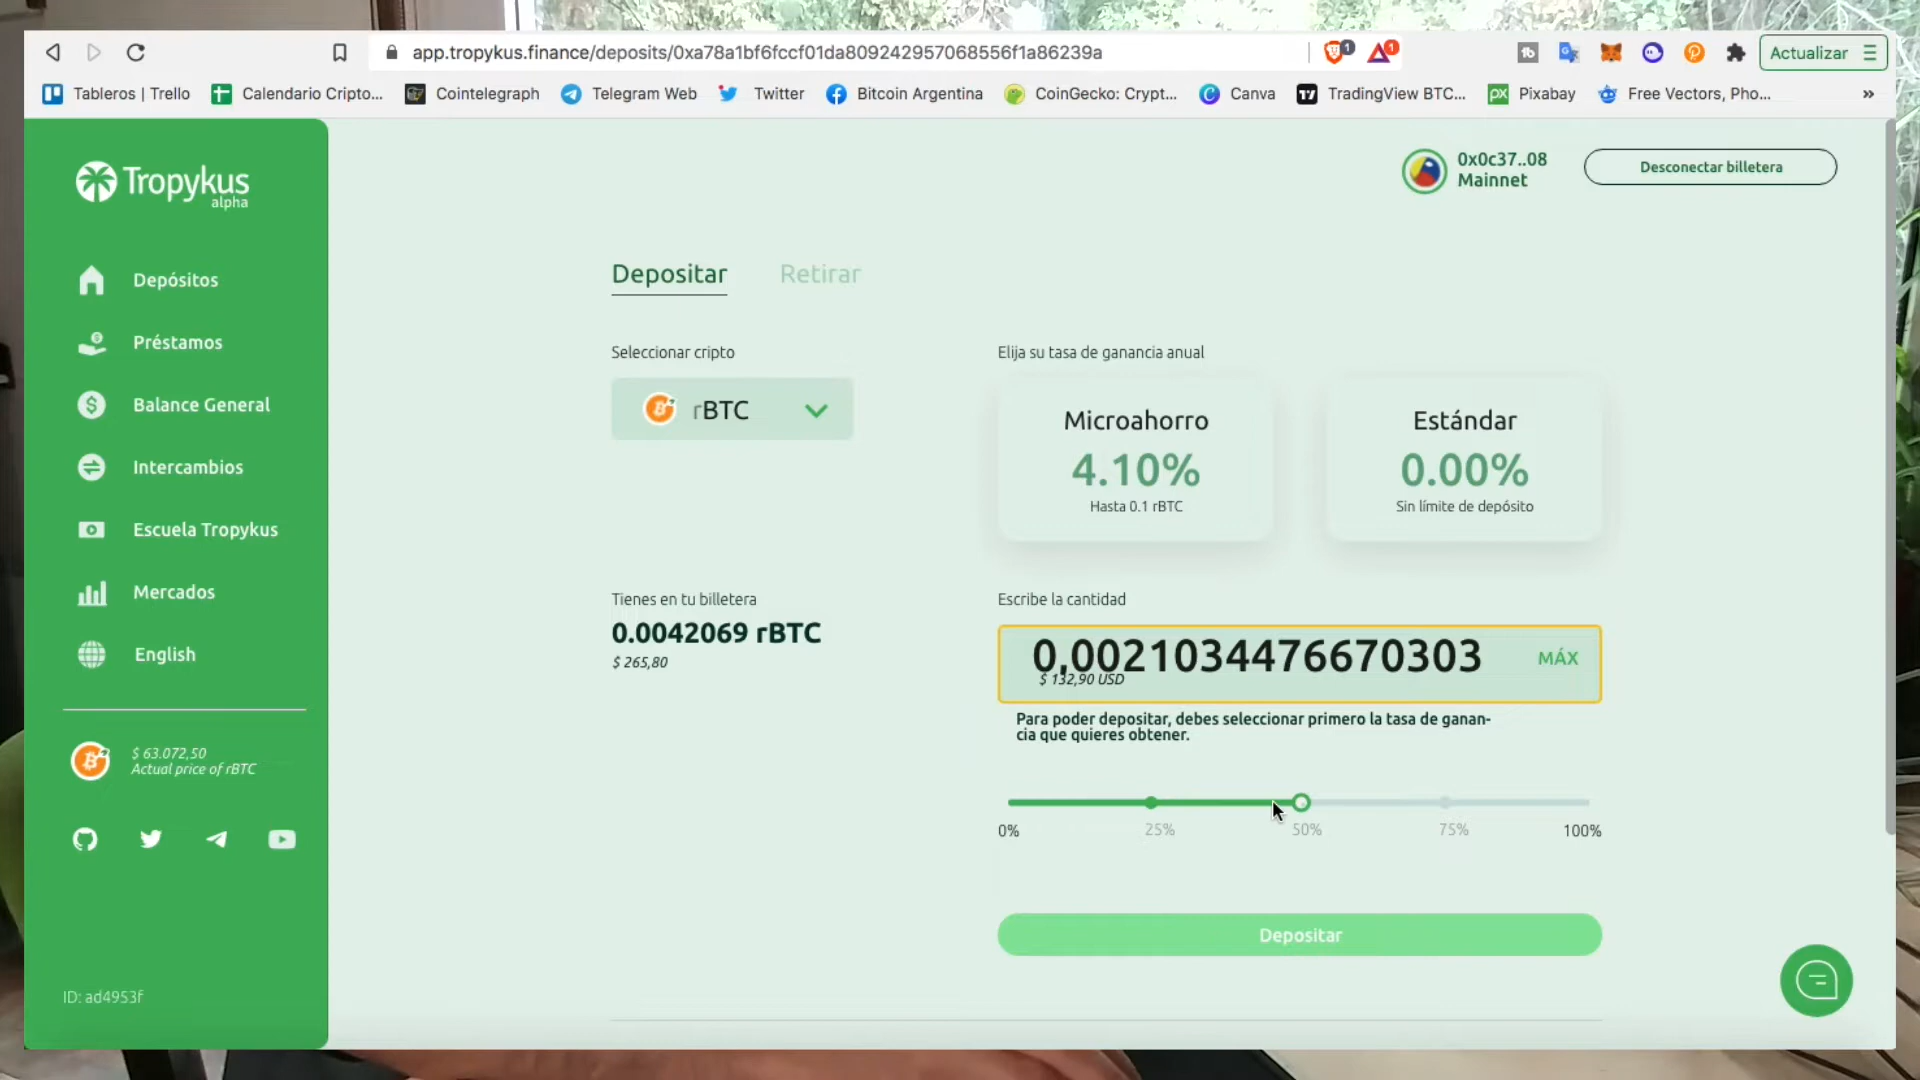 app.tropykus.finance/deposits/0xa78a1bf6fccf01da809242957068556f1a86239a
1
1
Actualizar
Tableros | Trello
Calendario Cripto...
Cointelegraph
Telegram Web
Twitter
Bitcoin Argentina
CoinGecko: Crypt...
Canva
TradingView BTC...
px
Pixabay
Free Vectors, Pho...
»
Tropykus
alpha
0x0c37..08
Mainnet
Desconectar billetera
Depósitos
Préstamos
Balance General
Intercambios
Escuela Tropykus
Mercados
English
$ 63.072,50
Actual price of rBTC
ID: ad4953f
Depositar
Retirar
Seleccionar cripto
rBTC
Elija su tasa de ganancia anual
Microahorro
4.10%
Hasta 0.1 rBTC
Estándar
0.00%
Sin límite de depósito
Tienes en tu billetera
0.0042069 rBTC
$ 265,80
Escribe la cantidad
0,0021034476670303
MÁX
$ 132,90 USD
Para poder depositar, debes seleccionar primero la tasa de ganan-
cia que quieres obtener.
0%
25%
50%
75%
100%
Depositar